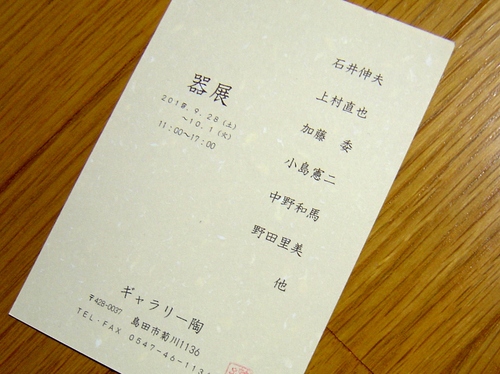 石井伸夫
上村直也
加藤 委
小島憲二
中野和馬
野田里美
他
器展
9.28(土)
〜10.1(火)
11:00〜17:00
ギャラリー陶
〒428-0037 島田市菊川1136
TEL・FAX 0547-46-113